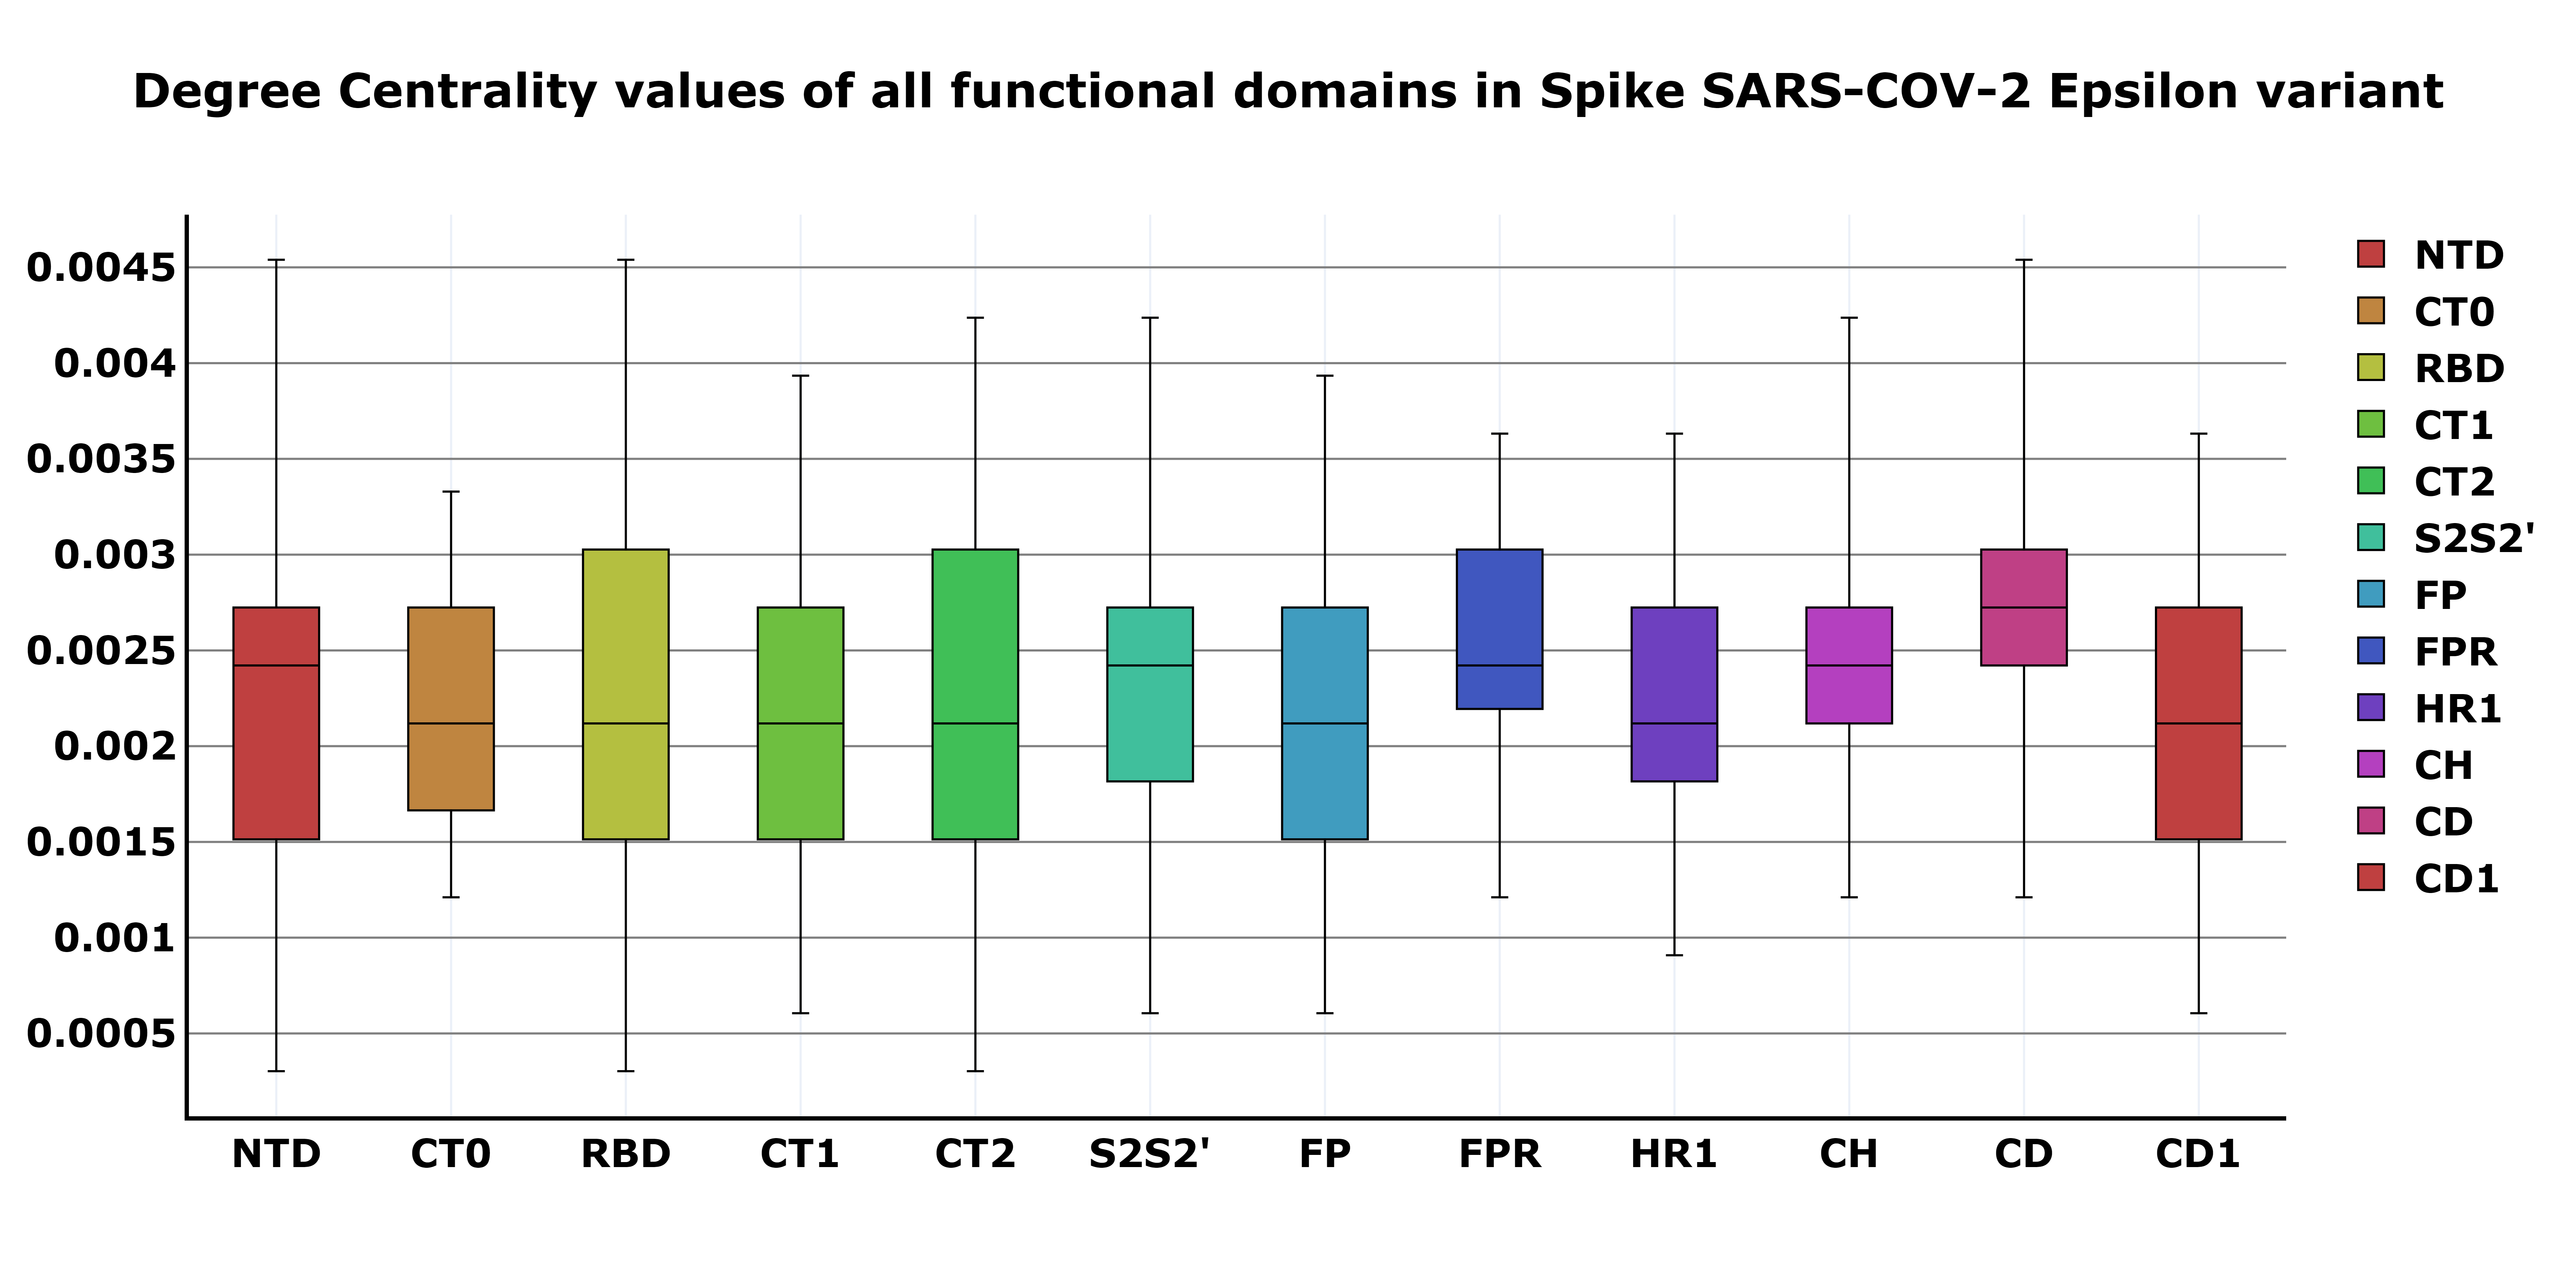 Degree Centrality values of all functional domains in Spike SARS-COV-2 Epsilon variant
0.0045
0.004
0.0035
0.003
0.0025
0.002
0.0015
0.001
0.0005
NTD CT0 RBD CT1 CT2 S2S2' FP FPR HR1 CH CD CD1
NTD
CT0
RBD
CT1
CT2
S2S2'
FP
FPR
HR1
CH
CD
CD1